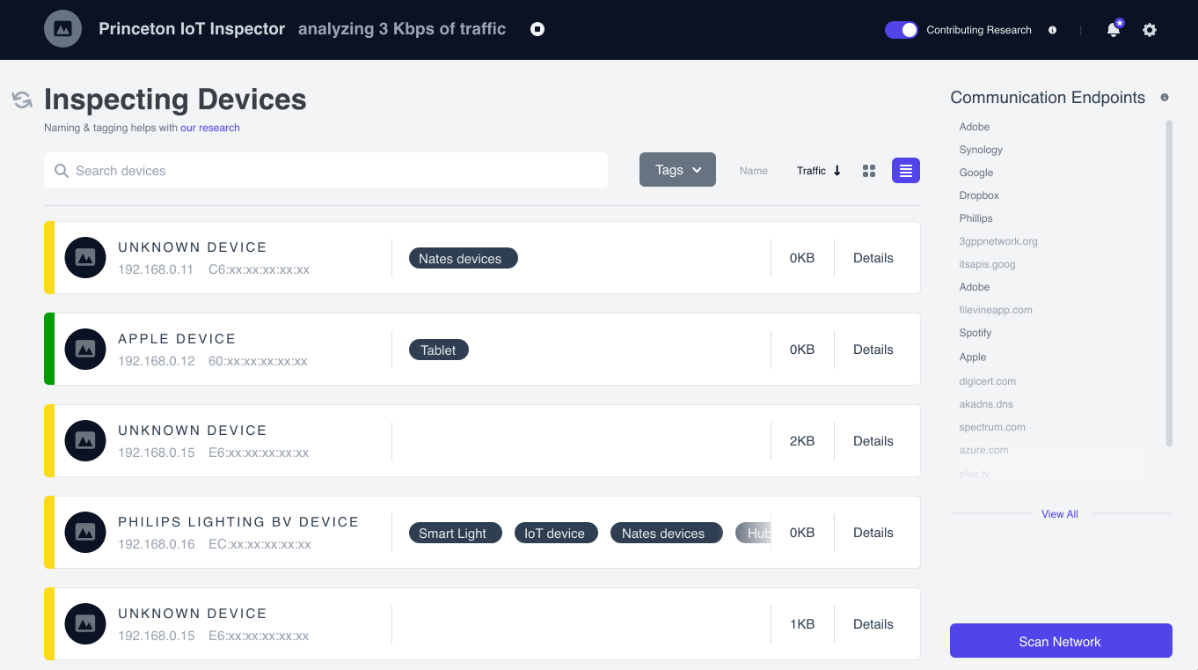 Princeton IoT Inspector analyzing 3 Kbps of traffic
Contributing Research
Inspecting Devices
Naming & tagging helps with our research
Search devices
Tags
Name
Traffic
UNKNOWN DEVICE
192.168.0.11 C6:xx:xx:xx:xx:xx
Nates devices
0KB
Details
APPLE DEVICE
192.168.0.12 60:xx:xx:xx:xx:xx
Tablet
0KB
Details
UNKNOWN DEVICE
192.168.0.15 E6:xx:xx:xx:xx:xx
2KB
Details
PHILIPS LIGHTING BV DEVICE
192.168.0.16 EC:xx:xx:xx:xx:xx
Smart Light
IoT device
Nates devices
Hub
0KB
Details
UNKNOWN DEVICE
192.168.0.15 E6:xx:xx:xx:xx:xx
1KB
Details
Communication Endpoints
Adobe
Synology
Google
Dropbox
Phillips
3gppnetwork.org
itsapis.goog
Adobe
filevineapp.com
Spotify
Apple
digicert.com
akadns.dns
spectrum.com
azure.com
plex.tv
View All
Scan Network